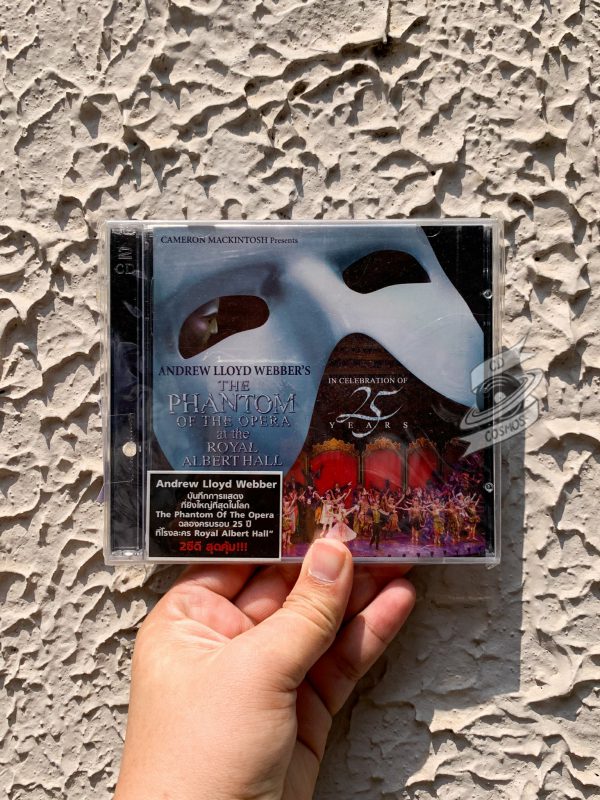 CAMERON MACKINTOSH Presents
ANDREW LLOYD WEBBER'S
THE
PHANTOM
OF THE OPERA
at the
ROYAL
ALBERT HALL
IN CELEBRATION OF
25
YEARS
Andrew Lloyd Webber
บันทึกการแสดง
ที่ยิ่งใหญ่ที่สุดในโลก
The Phantom Of The Opera
ฉลองครบรอบ 25 ปี
ที่โรงละคร Royal Albert Hall"
2ซีดี สุดคุ้ม!!!
CD
COSMOS